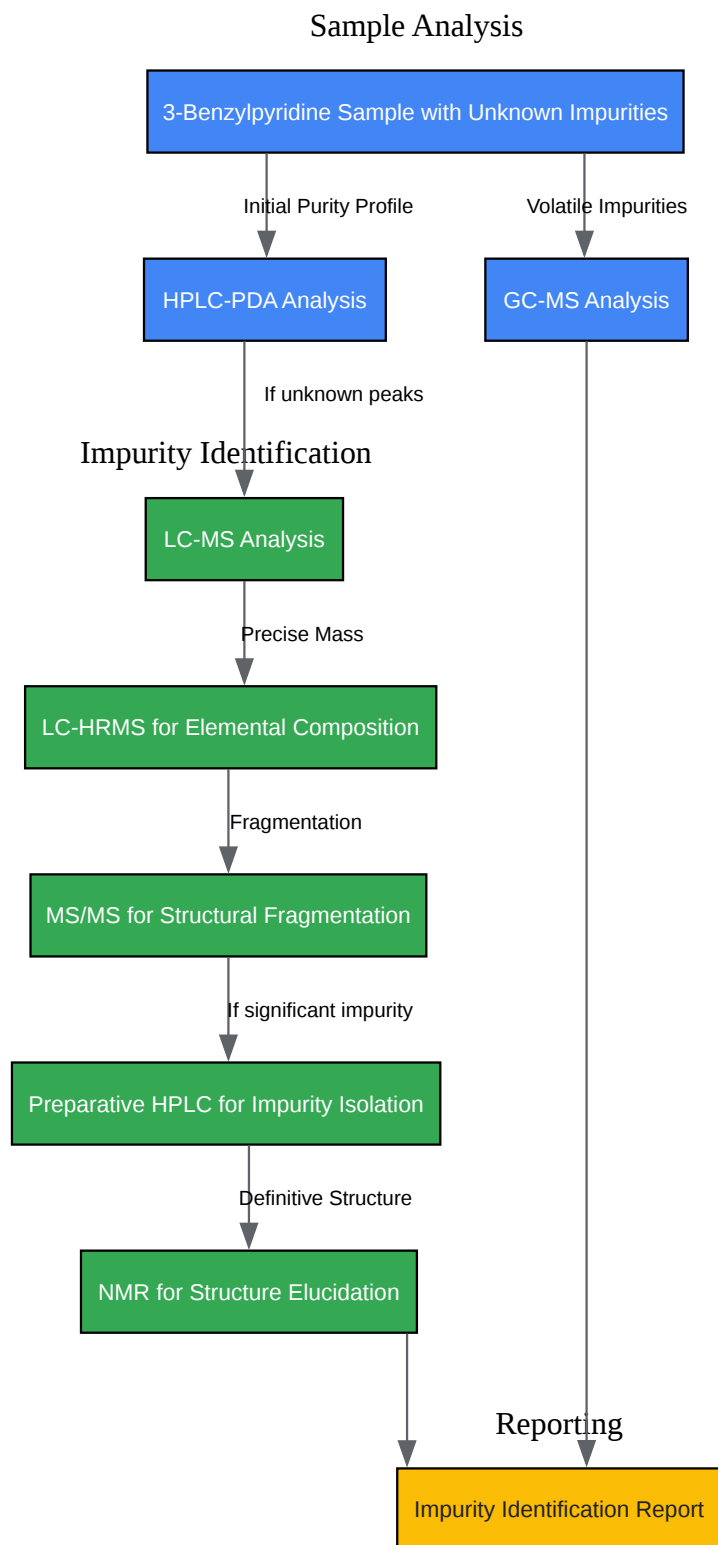 Sample Analysis
3-Benzylpyridine Sample with Unknown Impurities
Initial Purity Profile
Volatile Impurities
HPLC-PDA Analysis
GC-MS Analysis
If unknown peaks
Impurity Identification
LC-MS Analysis
Precise Mass
LC-HRMS for Elemental Composition
Fragmentation
MS/MS for Structural Fragmentation
If significant impurity
Preparative HPLC for Impurity Isolation
Definitive Structure
NMR for Structure Elucidation
Reporting
Impurity Identification Report